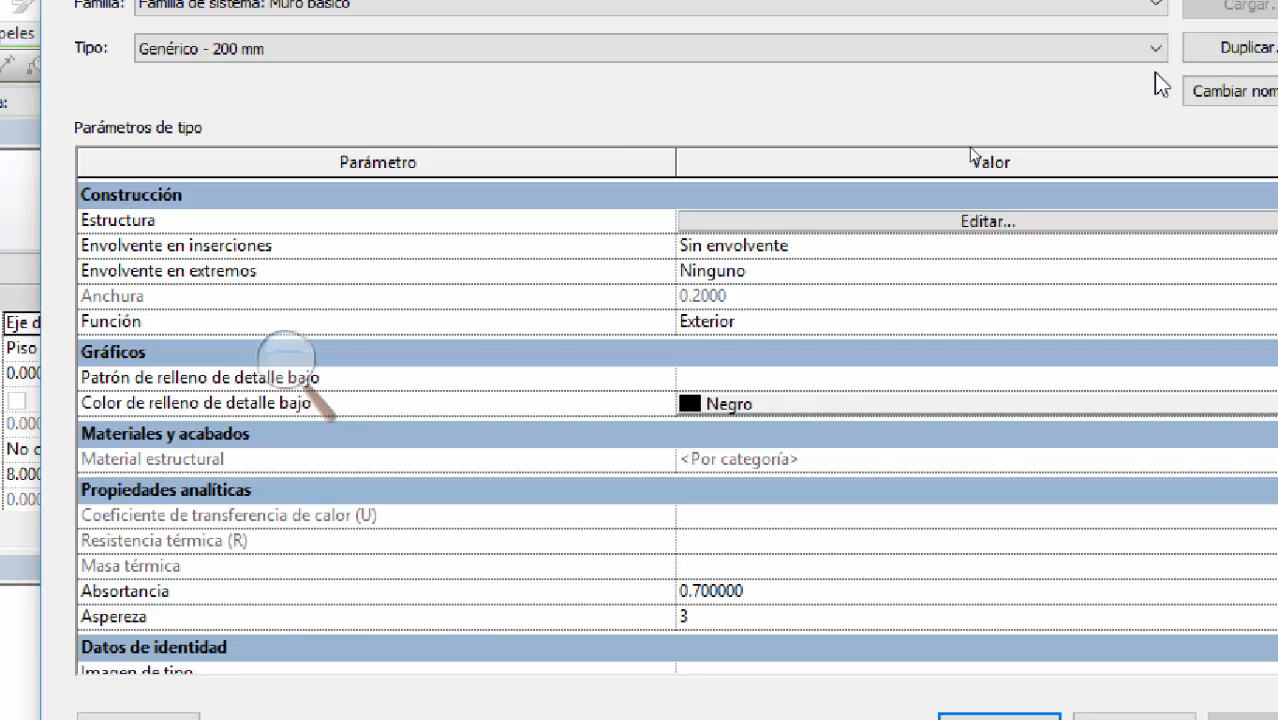 Familia: Familia de sistema: Muro básico Cargar.
peles
Tipo: Genérico - 200 mm Duplicar.
a: Cambiar nom
Parámetros de tipo
Parámetro Valor
Construcción
Estructura Editar...
Envolvente en inserciones Sin envolvente
Envolvente en extremos Ninguno
Anchura 0.2000
Eje d Función Exterior
Piso Gráficos
0.000 Patrón de relleno de detalle bajo
Color de relleno de detalle bajo Negro
0.000 Materiales y acabados
No c Material estructural <Por categoría>
8.000 Propiedades analíticas
0.000 Coeficiente de transferencia de calor (U)
Resistencia térmica (R)
Masa térmica
Absortancia 0.700000
Aspereza 3
Datos de identidad
Imagen de tipo